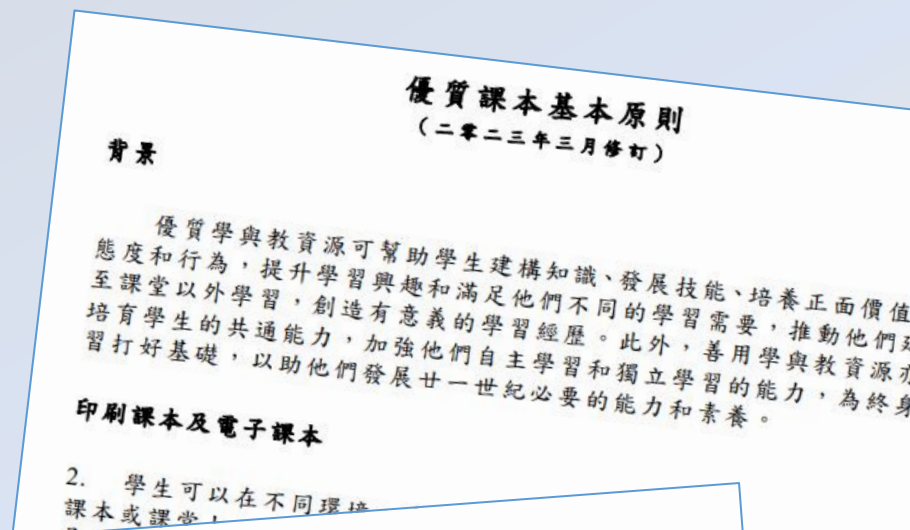 優質課本基本原則
（二零二三年三月修訂）
背景
優質學與教資源可幫助學生建構知識、發展技能、培養正面價值
態度和行為，提升學習興趣和滿足他們不同的學習需要，推動他們延
至課堂以外學習，創造有意義的學習經歷。此外，善用學與教資源亦
培育學生的共通能力，加強他們自主學習和獨立學習的能力，為終身
習打好基礎，以助他們發展廿一世紀必要的能力和素養。
印刷課本及電子課本
2. 學生可以在不同環境
課本或課堂